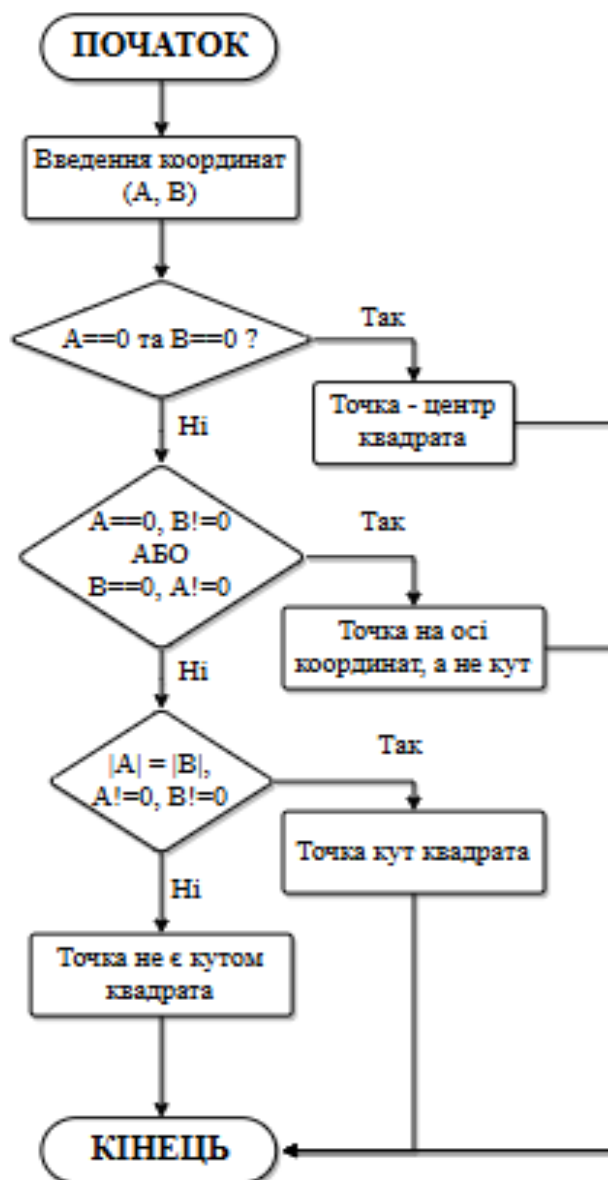 ПОЧАТОК
Введення координат
(A, B)
A==0 та B==0 ?
Так
Точка - центр
квадрата
Ні
A==0, B!=0
АБО
B==0, A!=0
Так
Точка на осі
координат, а не кут
Ні
|A| = |B|,
A!=0, B!=0
Так
Точка кут квадрата
Ні
Точка не є кутом
квадрата
КІНЕЦЬ